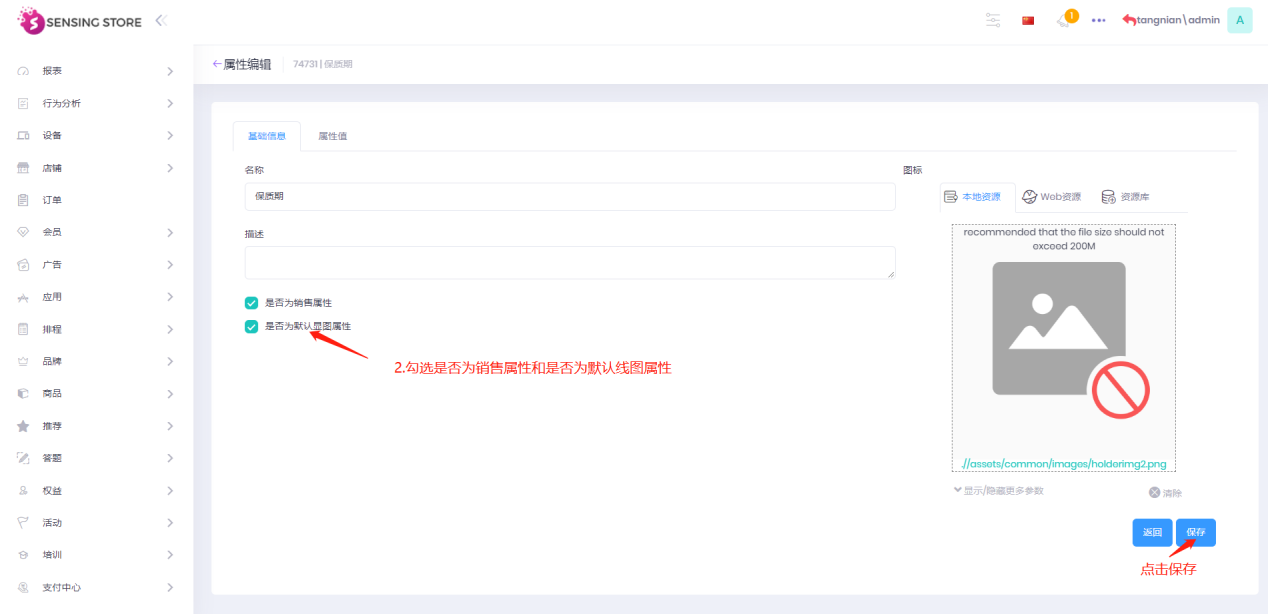 SENSING STORE
1
tangnian\admin
A
报表
行为分析
设备
店铺
订单
会员
广告
应用
排程
品牌
商品
推荐
答题
权益
活动
培训
支付中心
属性编辑
74731 | 保质期
基础信息
属性值
名称
保质期
描述
是否为销售属性
是否为默认显图属性
2.勾选是否为销售属性和是否为默认线图属性
图标
本地资源
Web资源
资源库
recommended that the file size should not
exceed 200M
.//assets/common/images/holderimg2.png
显示/隐藏更多参数
清除
返回
保存
点击保存